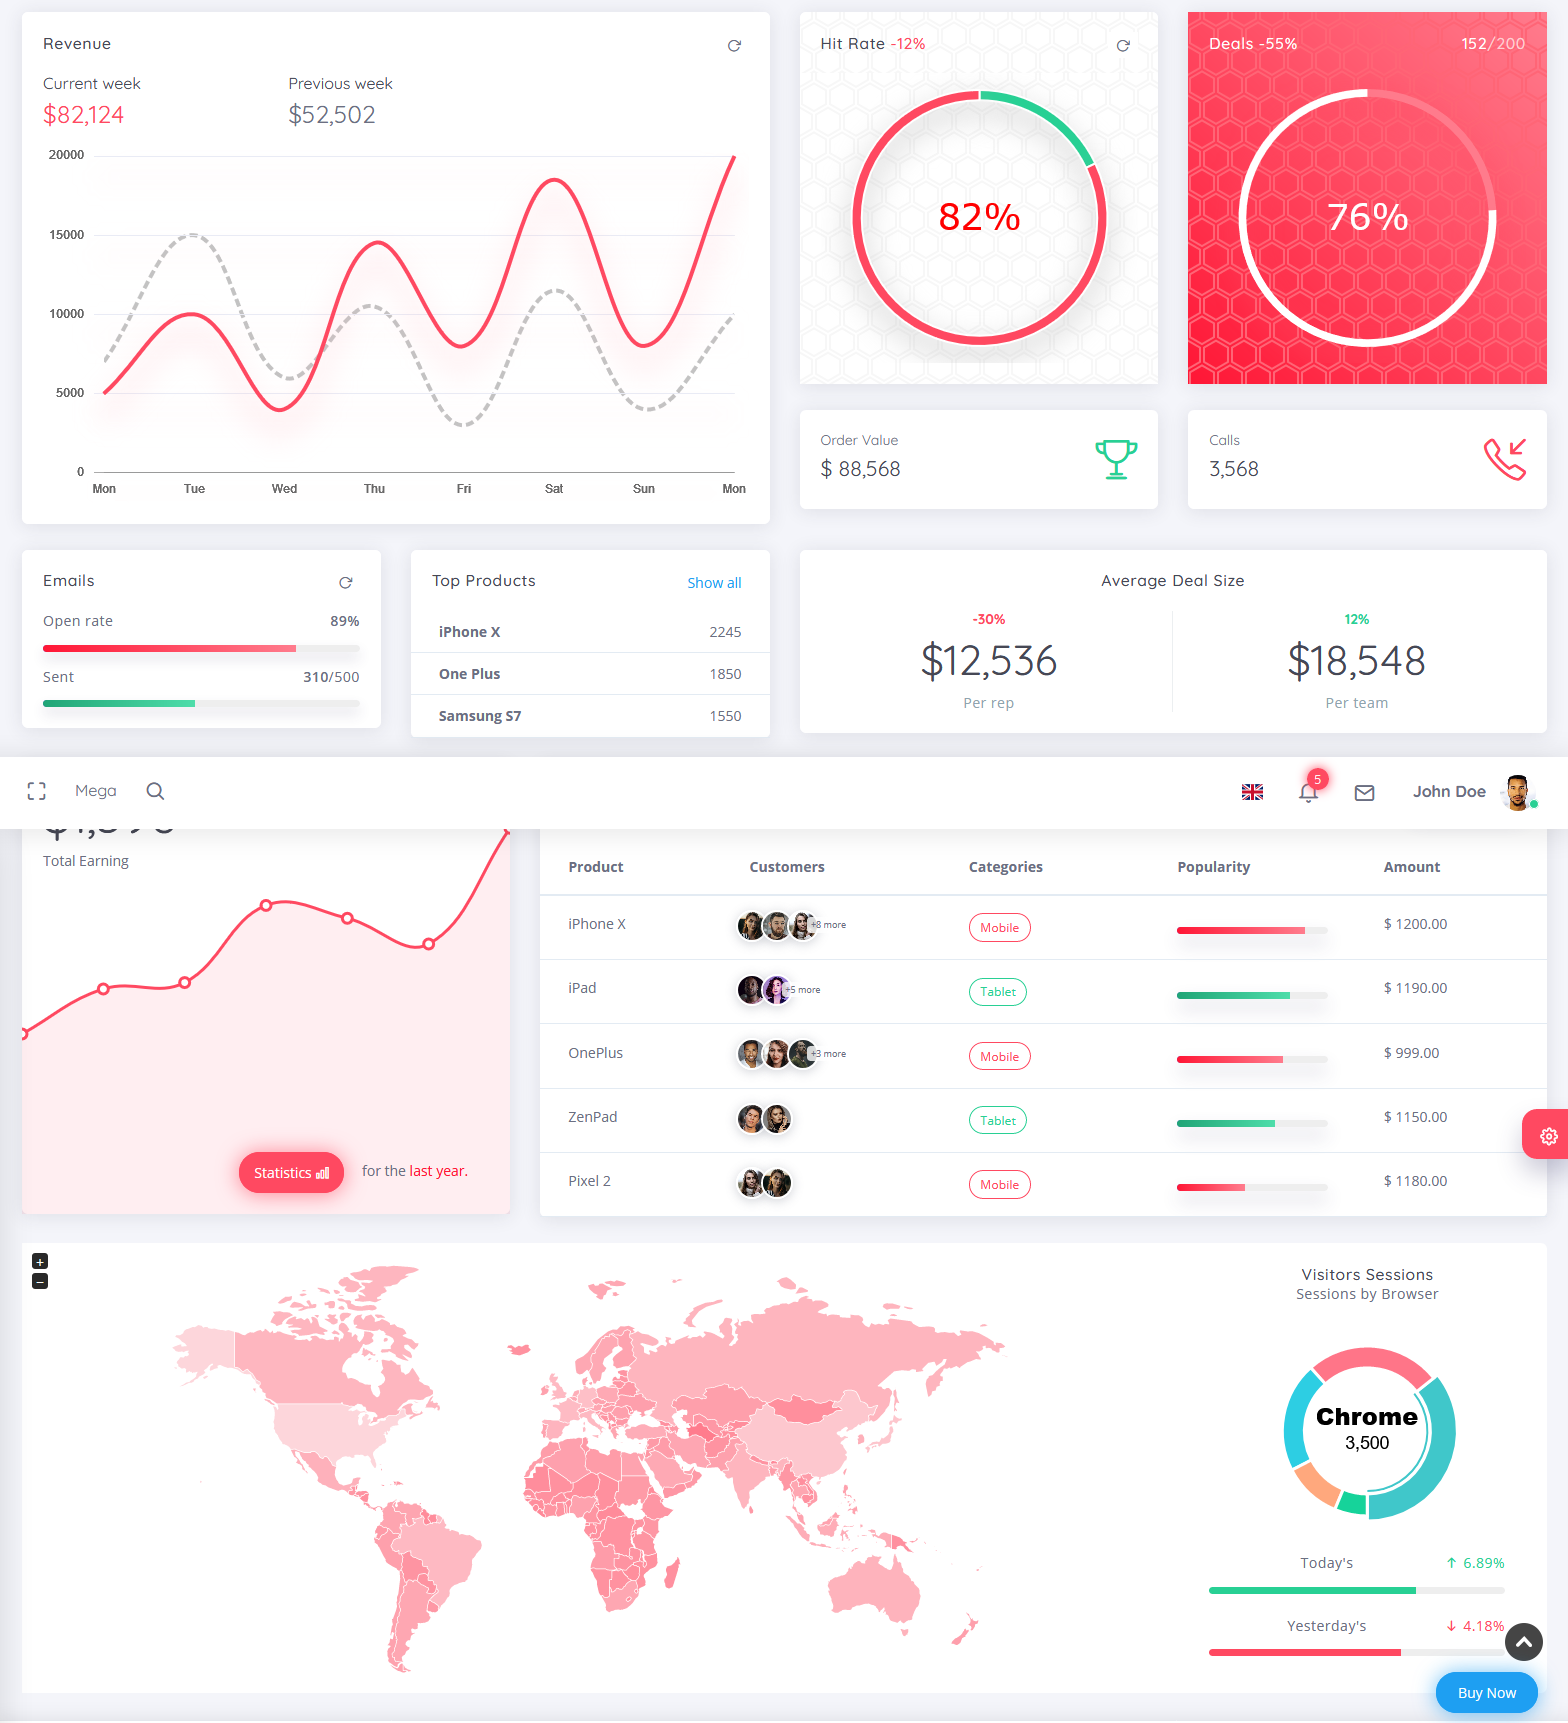 Revenue
Current week
$82,124
Previous week
$52,502
20000
15000
10000
5000
0
Mon Tue Wed Thu Fri Sat Sun Mon
Hit Rate -12%
82%
Deals -55% 152/200
76%
Order Value
$ 88,568
Calls
3,568
Emails
Open rate 89%
Sent 310/500
Top Products Show all
iPhone X 2245
One Plus 1850
Samsung S7 1550
Average Deal Size
-30%
$12,536
Per rep
12%
$18,548
Per team
Mega 5 John Doe
Total Earning
Statistics for the last year.
Product Customers Categories Popularity Amount
iPhone X +8 more Mobile $ 1200.00
iPad +5 more Tablet $ 1190.00
OnePlus +3 more Mobile $ 999.00
ZenPad Tablet $ 1150.00
Pixel 2 Mobile $ 1180.00
+
−
Visitors Sessions
Sessions by Browser
Chrome
3,500
Today's ↑ 6.89%
Yesterday's ↓ 4.18%
Buy Now